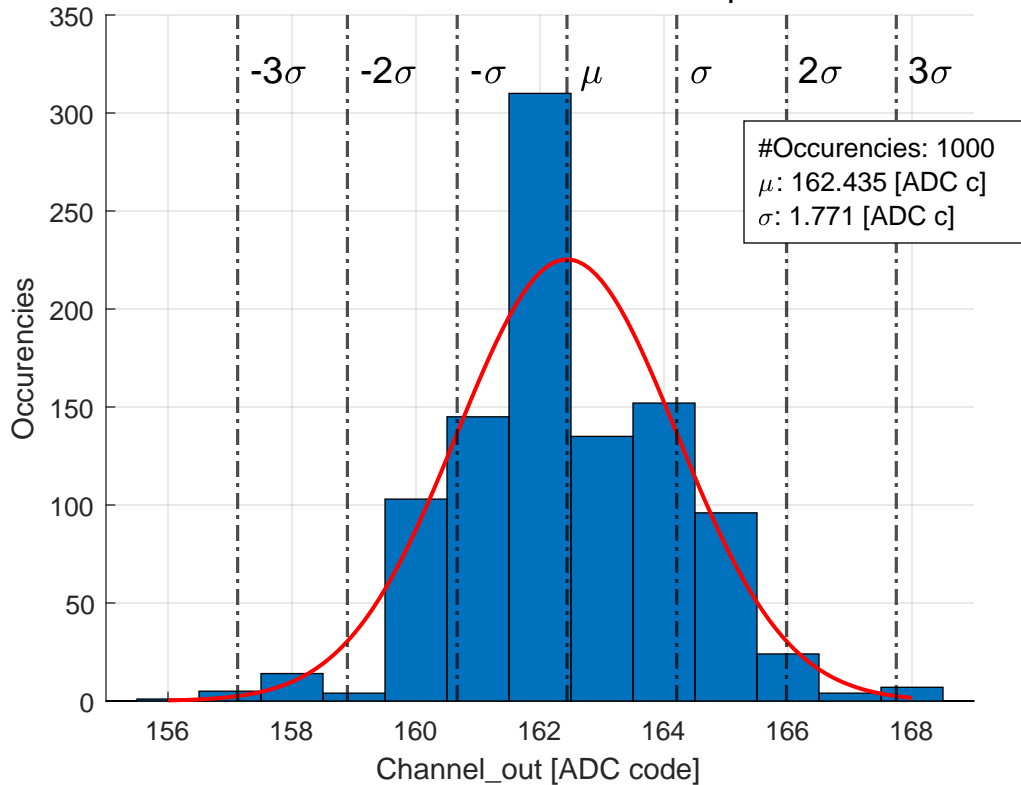 350
300
250
200
150
100
50
0
Occurencies
-3σ -2σ -σ μ σ 2σ 3σ
#Occurencies: 1000
μ: 162.435 [ADC c]
σ: 1.771 [ADC c]
156 158 160 162 164 166 168
Channel_out [ADC code]